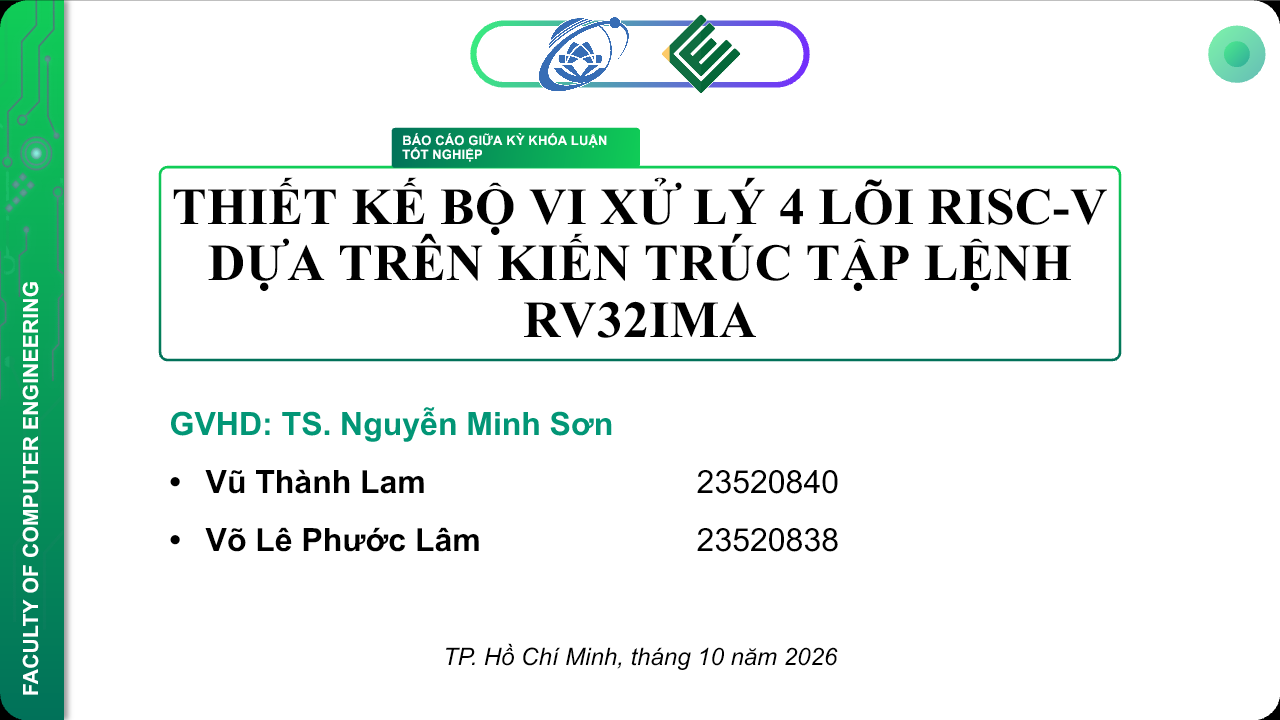 BÁO CÁO GIỮA KỲ KHÓA LUẬN
TỐT NGHIỆP
THIẾT KẾ BỘ VI XỬ LÝ 4 LÕI RISC-V
DỰA TRÊN KIẾN TRÚC TẬP LỆNH
RV32IMA
GVHD: TS. Nguyễn Minh Sơn
• Vũ Thành Lam 23520840
• Võ Lê Phước Lâm 23520838
TP. Hồ Chí Minh, tháng 10 năm 2026
FACULTY OF COMPUTER ENGINEERING